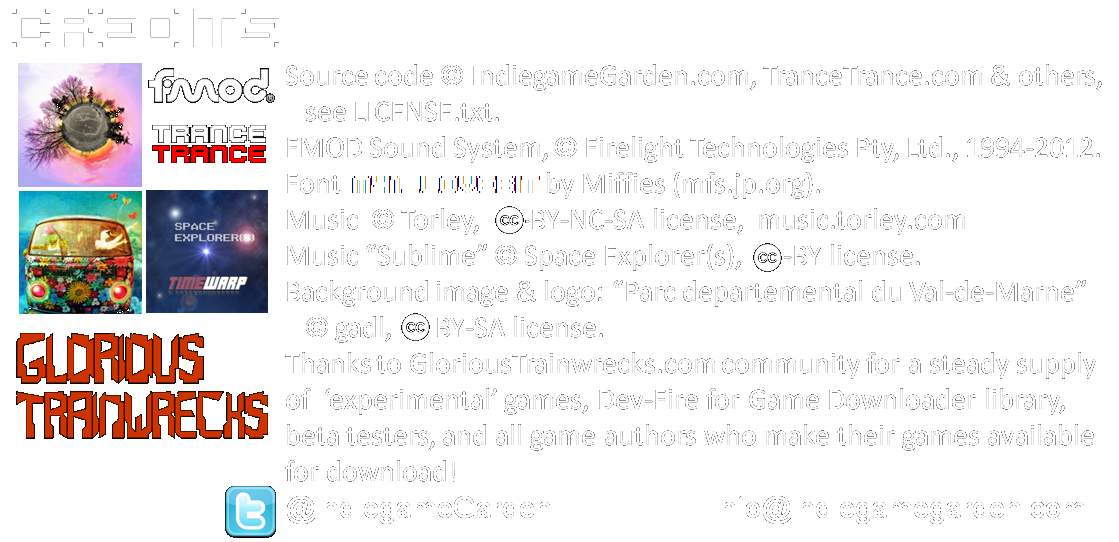 CREDITS
fmod®
TRANCE
TRANCE
SPACE
EXPLORER(S)
TIMEWARP
GLORIOUS
TRAINWRECKS
Source code © IndiegameGarden.com, TranceTrance.com & others,
see LICENSE.txt.
FMOD Sound System, © Firelight Technologies Pty, Ltd., 1994-2012.
Font by Miffies (mfs.jp.org).
Music © Torley, cc-BY-NC-SA license, music.torley.com
Music “Sublime” © Space Explorer(s), cc-BY license.
Background image & logo: “Parc departemental du Val-de-Marne”
© gadl, cc BY-SA license.
Thanks to GloriousTrainwrecks.com community for a steady supply
of ‘experimental’ games, Dev-Fire for Game Downloader library,
beta testers, and all game authors who make their games available
for download!
@IndiegameGarden info@indiegamegarden.com